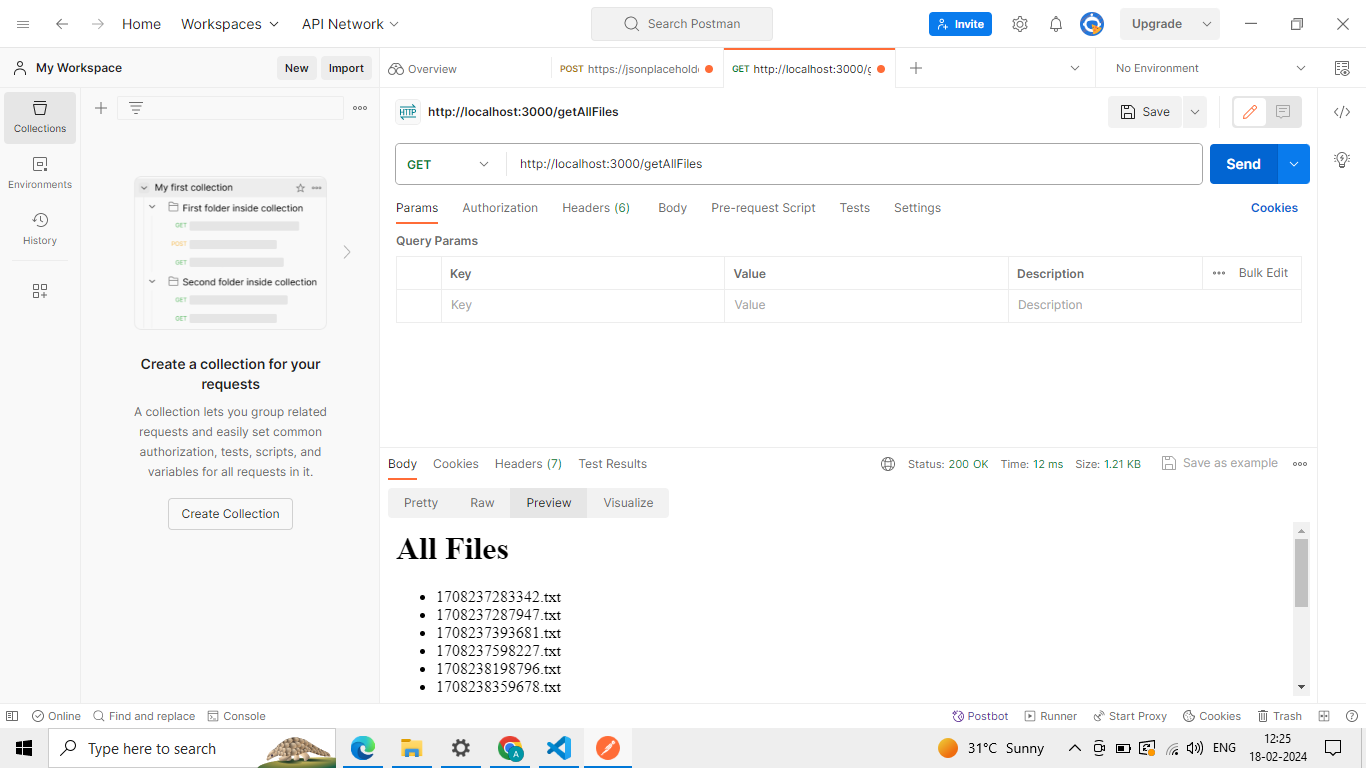 Home
Workspaces
API Network
Search Postman
Invite
Upgrade
My Workspace
New
Import
Overview
POST https://jsonplacehold
GET http://localhost:3000/g
No Environment
Collections
Environments
History
My first collection
First folder inside collection
GET
POST
GET
Second folder inside collection
GET
GET
Create a collection for your
requests
A collection lets you group related
requests and easily set common
authorization, tests, scripts, and
variables for all requests in it.
Create Collection
HTTP http://localhost:3000/getAllFiles
Save
GET http://localhost:3000/getAllFiles
Send
Params Authorization Headers (6) Body Pre-request Script Tests Settings Cookies
Query Params
Key Value Description Bulk Edit
Key Value Description
Body Cookies Headers (7) Test Results Status: 200 OK Time: 12 ms Size: 1.21 KB Save as example
Pretty Raw Preview Visualize
All Files
1708237283342.txt
1708237287947.txt
1708237393681.txt
1708237598227.txt
1708238198796.txt
1708238359678.txt
Online Find and replace Console Postbot Runner Start Proxy Cookies Trash
Type here to search
31°C Sunny
ENG
12:25
18-02-2024